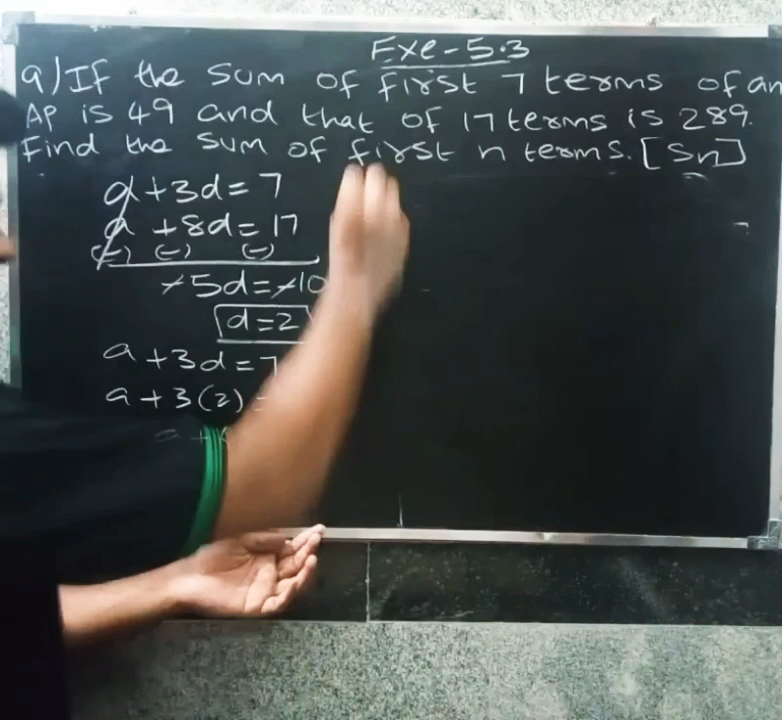 Exe-5.3
9) If the sum of first 7 terms of an
AP is 49 and that of 17 terms is 289.
Find the sum of first n terms. [Sn]
a + 3d = 7
a + 8d = 17
(-) (-) (-)
-5d = -10
d = 2
a + 3d = 7
a + 3(2) =
a +